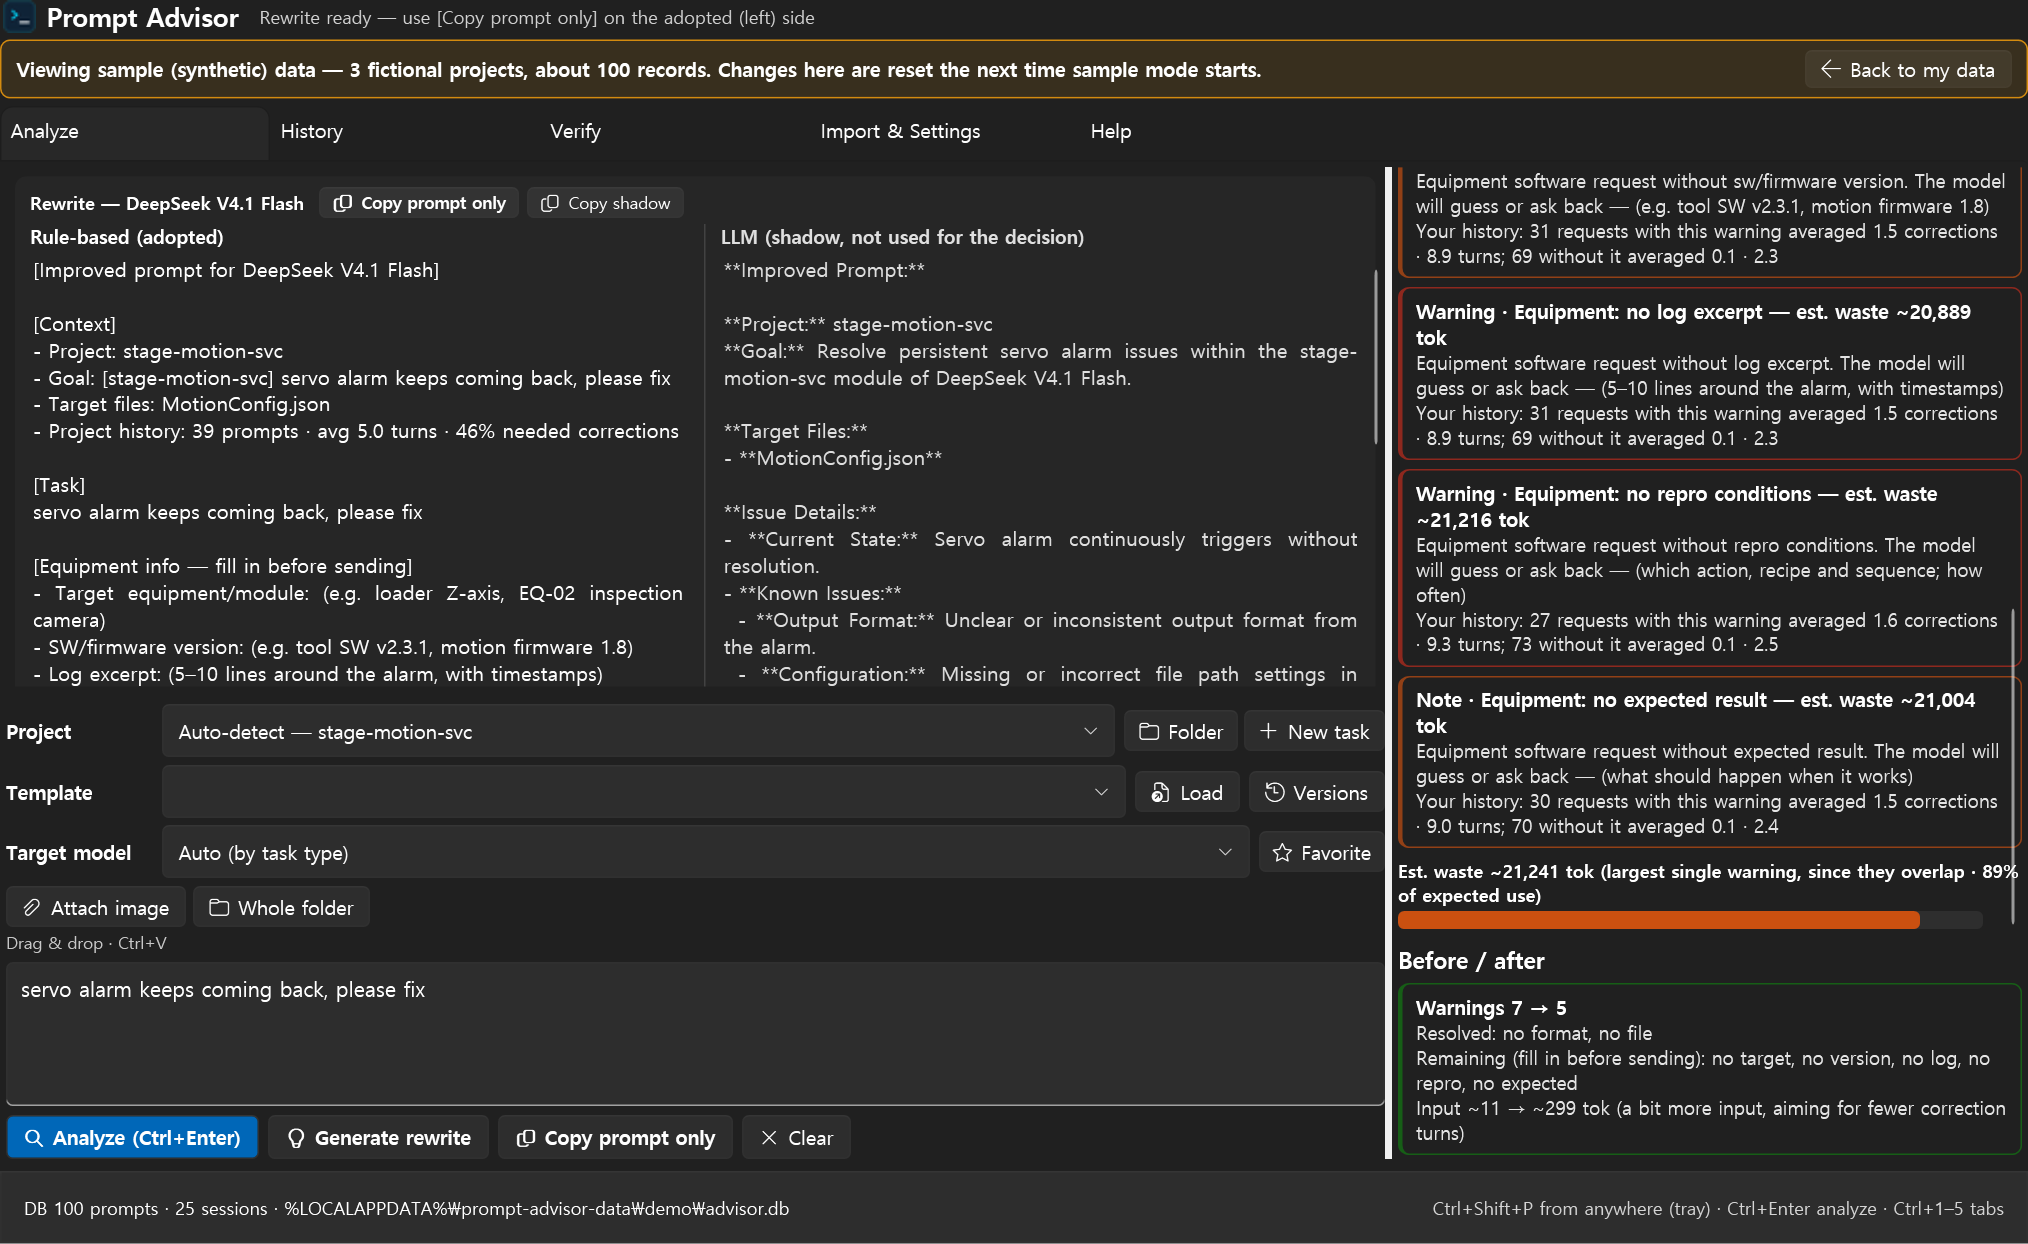 Prompt Advisor
Rewrite ready — use [Copy prompt only] on the adopted (left) side
Viewing sample (synthetic) data — 3 fictional projects, about 100 records. Changes here are reset the next time sample mode starts.
Back to my data
Analyze
History
Verify
Import & Settings
Help
Rewrite — DeepSeek V4.1 Flash
Copy prompt only
Copy shadow
Rule-based (adopted)
[Improved prompt for DeepSeek V4.1 Flash]
[Context]
- Project: stage-motion-svc
- Goal: [stage-motion-svc] servo alarm keeps coming back, please fix
- Target files: MotionConfig.json
- Project history: 39 prompts · avg 5.0 turns · 46% needed corrections
[Task]
servo alarm keeps coming back, please fix
[Equipment info — fill in before sending]
- Target equipment/module: (e.g. loader Z-axis, EQ-02 inspection
camera)
- SW/firmware version: (e.g. tool SW v2.3.1, motion firmware 1.8)
- Log excerpt: (5–10 lines around the alarm, with timestamps)
LLM (shadow, not used for the decision)
**Improved Prompt:**
**Project:** stage-motion-svc
**Goal:** Resolve persistent servo alarm issues within the stage-
motion-svc module of DeepSeek V4.1 Flash.
**Target Files:**
- **MotionConfig.json**
**Issue Details:**
- **Current State:** Servo alarm continuously triggers without
resolution.
- **Known Issues:**
- **Output Format:** Unclear or inconsistent output format from
the alarm.
- **Configuration:** Missing or incorrect file path settings in
Project
Auto-detect — stage-motion-svc
Folder
New task
Template
Load
Versions
Target model
Auto (by task type)
Favorite
Attach image
Whole folder
Drag & drop · Ctrl+V
servo alarm keeps coming back, please fix
Analyze (Ctrl+Enter)
Generate rewrite
Copy prompt only
Clear
Equipment software request without sw/firmware version. The model
will guess or ask back — (e.g. tool SW v2.3.1, motion firmware 1.8)
Your history: 31 requests with this warning averaged 1.5 corrections
· 8.9 turns; 69 without it averaged 0.1 · 2.3
Warning · Equipment: no log excerpt — est. waste ~20,889
tok
Equipment software request without log excerpt. The model will
guess or ask back — (5–10 lines around the alarm, with timestamps)
Your history: 31 requests with this warning averaged 1.5 corrections
· 8.9 turns; 69 without it averaged 0.1 · 2.3
Warning · Equipment: no repro conditions — est. waste
~21,216 tok
Equipment software request without repro conditions. The model
will guess or ask back — (which action, recipe and sequence; how
often)
Your history: 27 requests with this warning averaged 1.6 corrections
· 9.3 turns; 73 without it averaged 0.1 · 2.5
Note · Equipment: no expected result — est. waste ~21,004
tok
Equipment software request without expected result. The model will
guess or ask back — (what should happen when it works)
Your history: 30 requests with this warning averaged 1.5 corrections
· 9.0 turns; 70 without it averaged 0.1 · 2.4
Est. waste ~21,241 tok (largest single warning, since they overlap · 89%
of expected use)
Before / after
Warnings 7 → 5
Resolved: no format, no file
Remaining (fill in before sending): no target, no version, no log, no
repro, no expected
Input ~11 → ~299 tok (a bit more input, aiming for fewer correction
turns)
DB 100 prompts · 25 sessions · %LOCALAPPDATA%₩prompt-advisor-data₩demo₩advisor.db
Ctrl+Shift+P from anywhere (tray) · Ctrl+Enter analyze · Ctrl+1–5 tabs